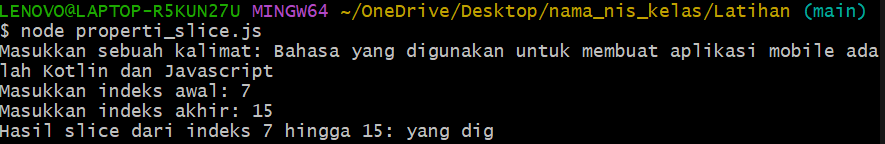 LENOVO@LAPTOP-R5KUN27U MINGW64 ~/OneDrive/Desktop/nama_nis_kelas/Latihan (main)
$ node properti_slice.js
Masukkan sebuah kalimat: Bahasa yang digunakan untuk membuat aplikasi mobile ada
lah Kotlin dan Javascript
Masukkan indeks awal: 7
Masukkan indeks akhir: 15
Hasil slice dari indeks 7 hingga 15: yang dig